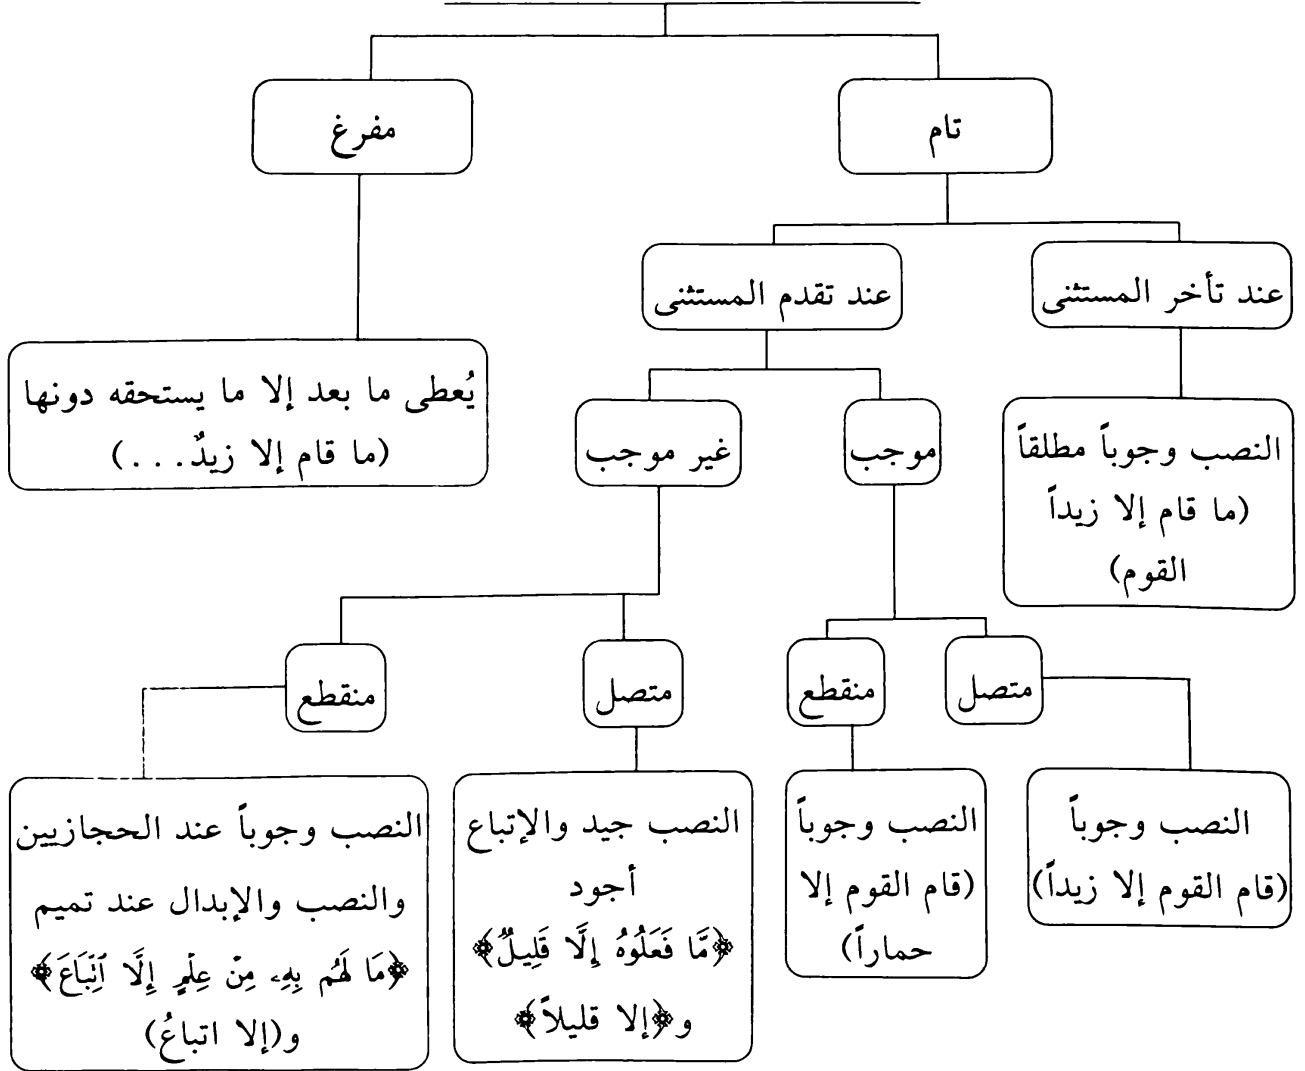 تام
مفرغ
عند تأخر المستثنى
عند تقدم المستثنى
النصب وجوباً مطلقاً
(ما قام إلا زيداً
القوم)
يُعطى ما بعد إلا ما يستحقه دونها
(ما قام إلا زيدٌ...)
موجب
غير موجب
متصل
منقطع
متصل
منقطع
النصب وجوباً
(قام القوم إلا زيداً)
النصب وجوباً
(قام القوم إلا
حماراً)
النصب جيد والإتباع
أجود
﴿مَّا فَعَلُوهُ إِلَّا قَلِيلٌ﴾
و﴿إلا قليلاً﴾
النصب وجوباً عند الحجازيين
والنصب والإبدال عند تميم
﴿مَا لَهُم بِهِۦ مِنْ عِلْمٍ إِلَّا ٱتِّبَاعَ﴾
و(إلا اتباعُ)